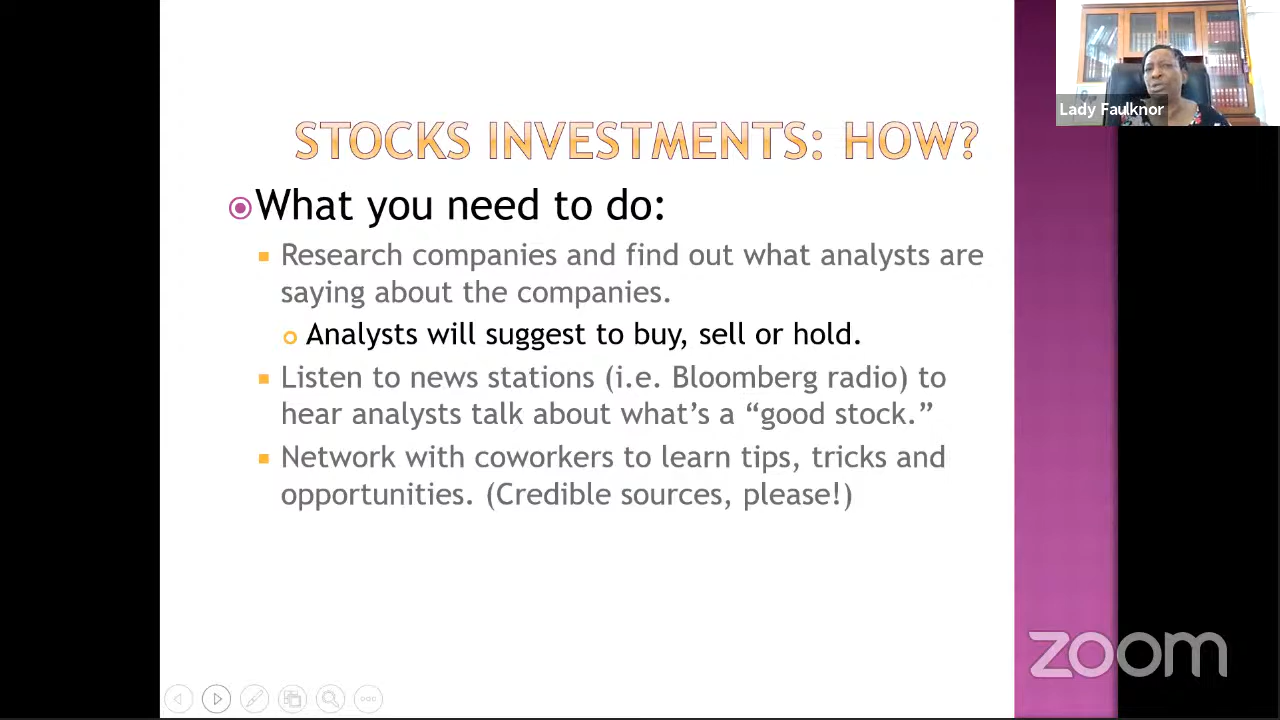 Lady Faulknor
STOCKS INVESTMENTS: HOW?
What you need to do:
Research companies and find out what analysts are
saying about the companies.
Analysts will suggest to buy, sell or hold.
Listen to news stations (i.e. Bloomberg radio) to
hear analysts talk about what's a “good stock.”
Network with coworkers to learn tips, tricks and
opportunities. (Credible sources, please!)
zoom